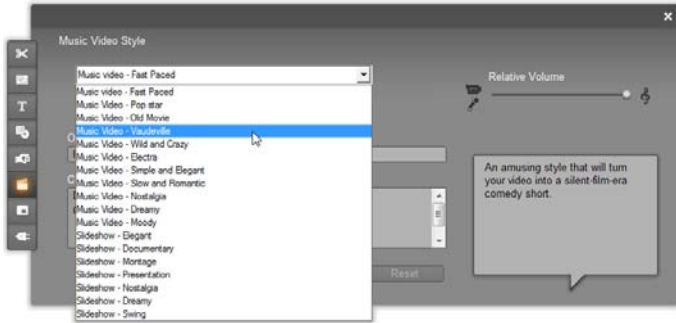 Music Video Style
Music video - Fast Paced
Relative Volume
Music video - Fast Paced
Music Video - Pop star
Music Video - Old Movie
Music Video - Vaudeville
Music Video - Wild and Crazy
Music Video - Electra
Music Video - Simple and Elegant
Music Video - Slow and Romantic
Music Video - Nostalgia
Music Video - Dreamy
Music Video - Moody
Slideshow - Elegant
Slideshow - Documentary
Slideshow - Montage
Slideshow - Presentation
Slideshow - Nostalgia
Slideshow - Dreamy
Slideshow - Swing
An amusing style that will turn
your video into a silent-film-era
comedy short.
Reset
T